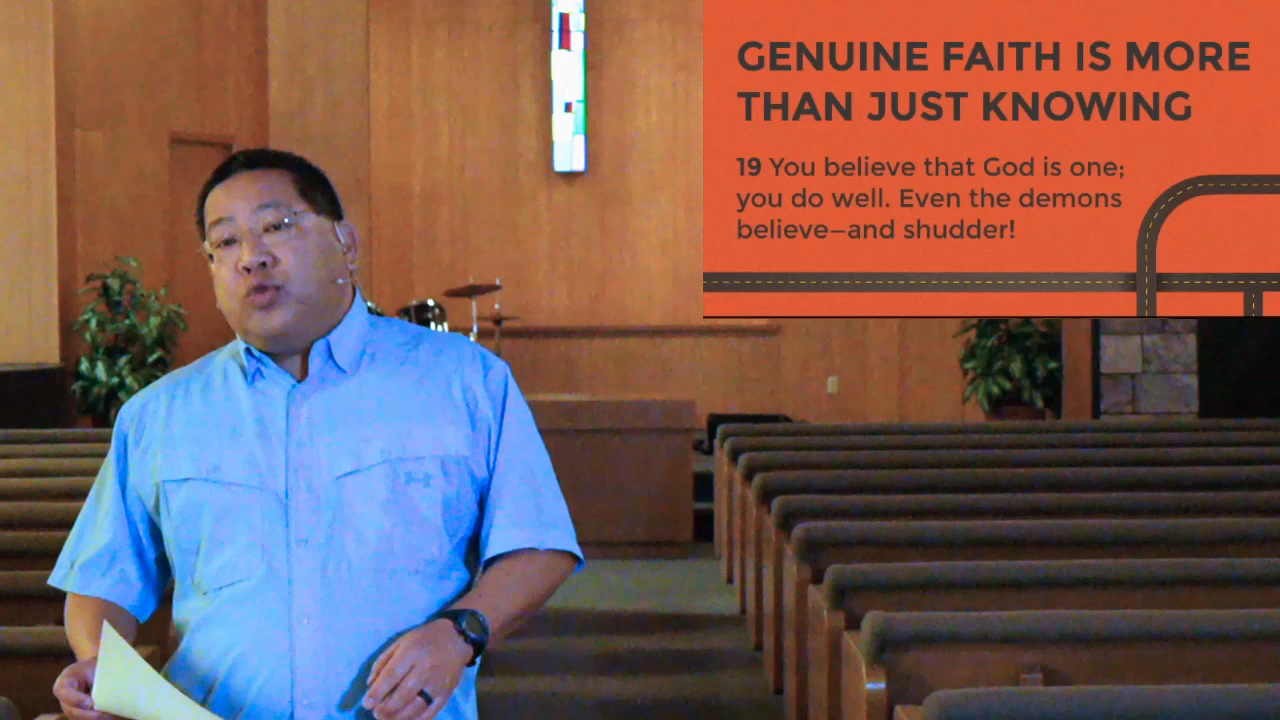 GENUINE FAITH IS MORE
THAN JUST KNOWING
19 You believe that God is one;
you do well. Even the demons
believe—and shudder!